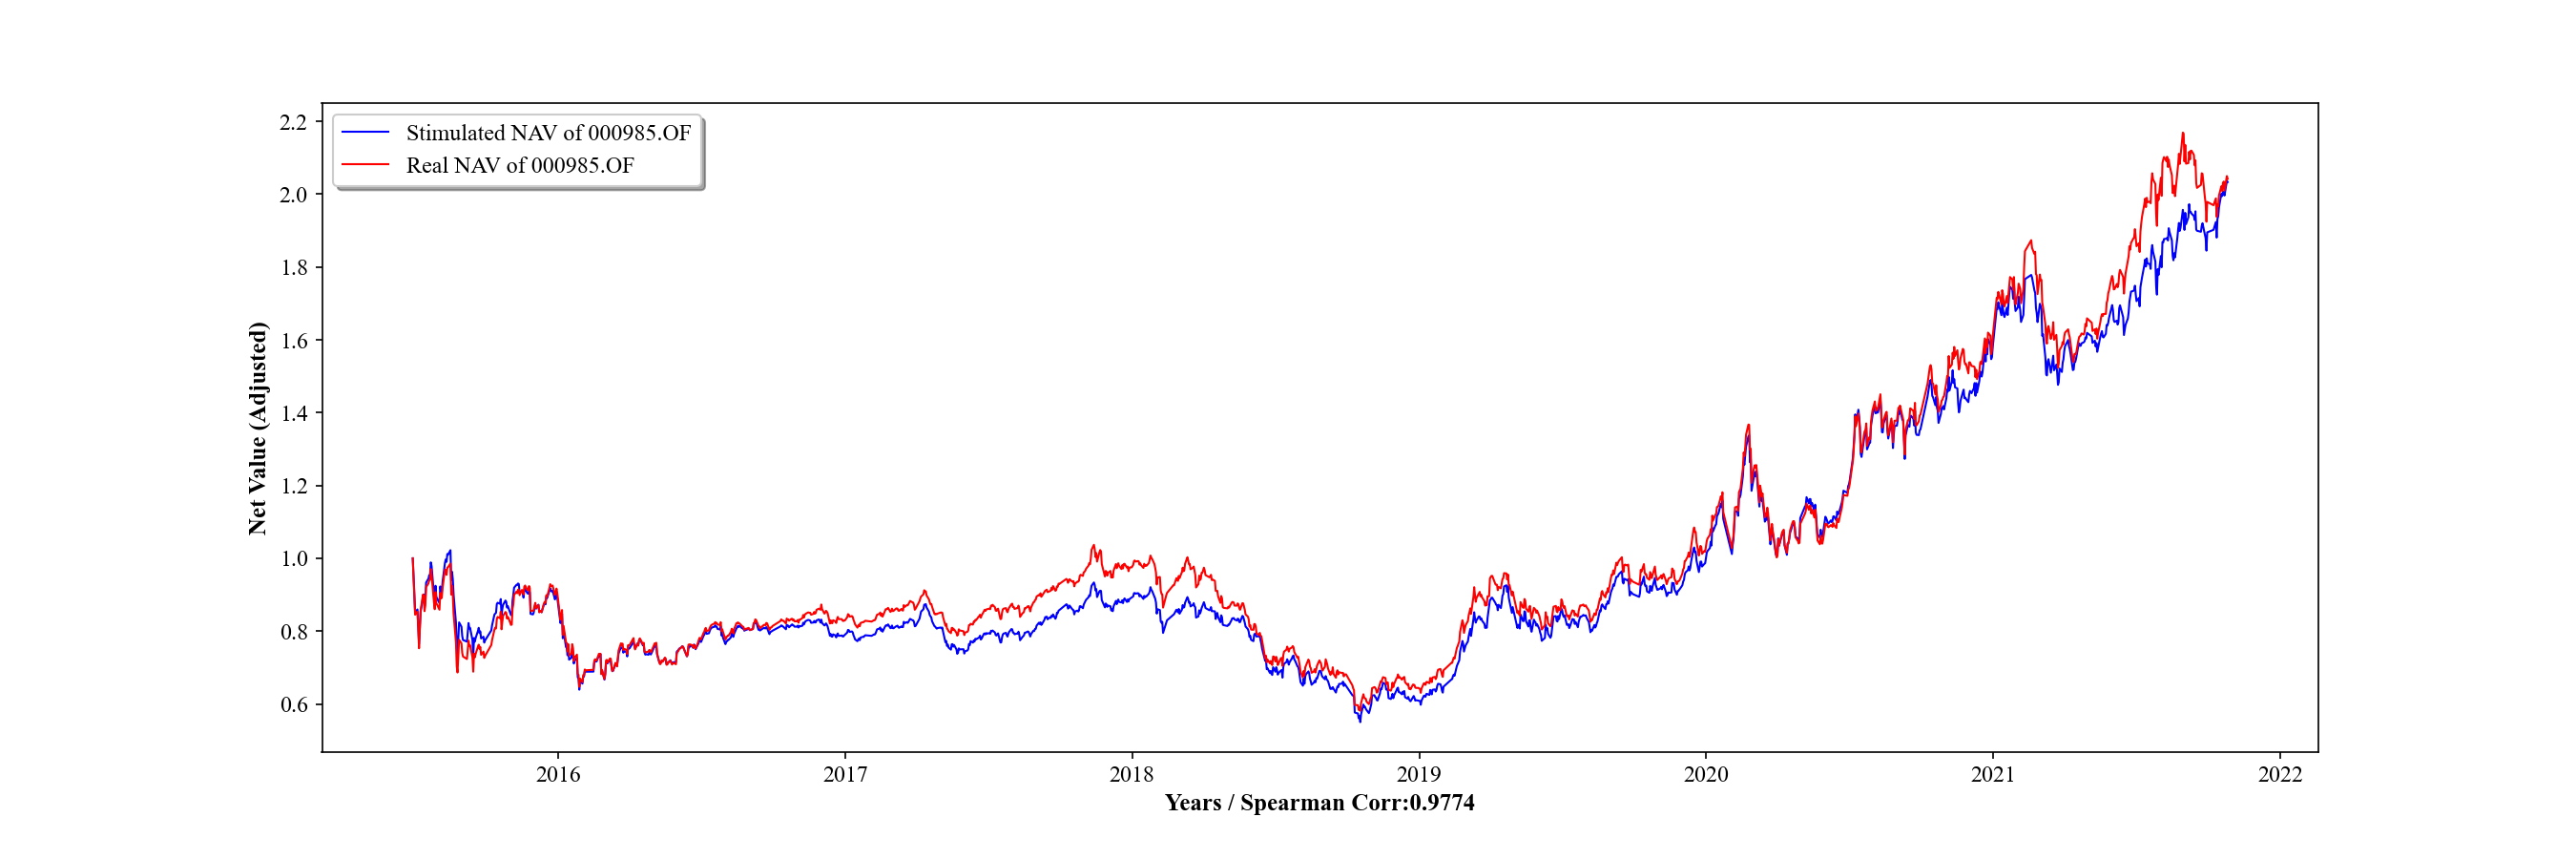 Stimulated NAV of 000985.OF
Real NAV of 000985.OF
Net Value (Adjusted)
2.2
2.0
1.8
1.6
1.4
1.2
1.0
0.8
0.6
2016 2017 2018 2019 2020 2021 2022
Years / Spearman Corr:0.9774